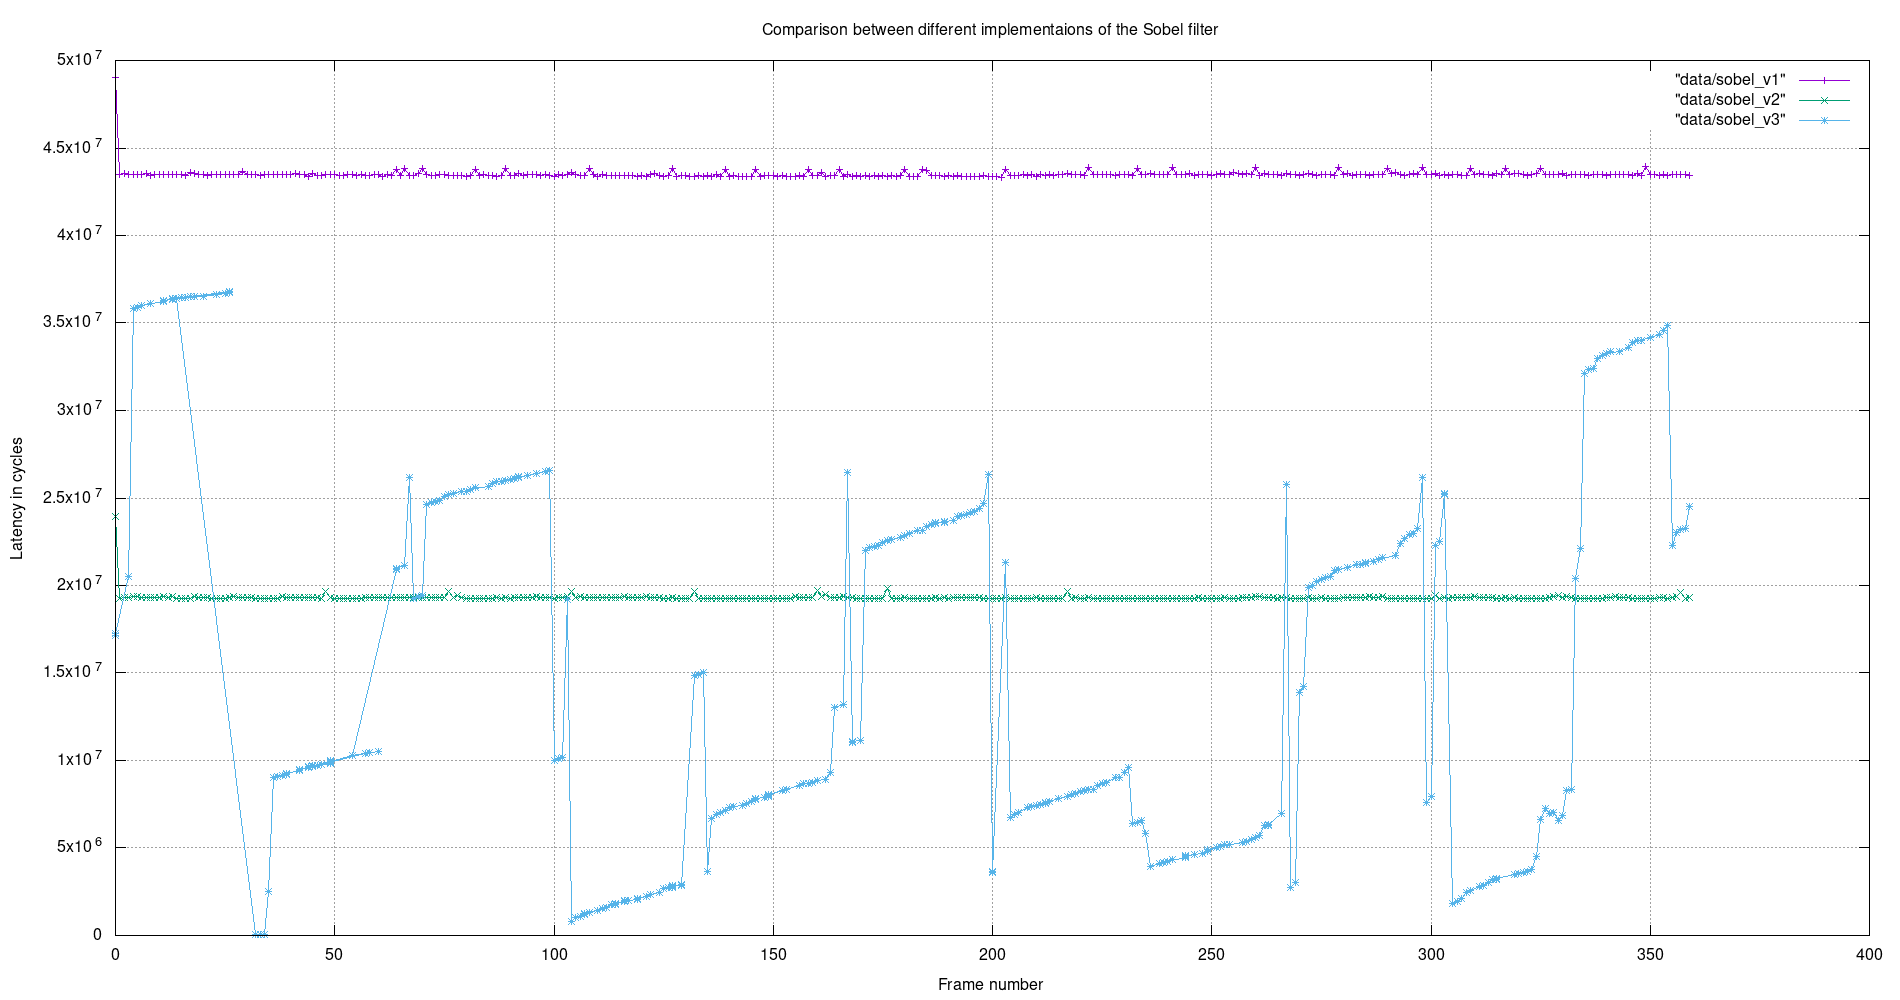 Comparison between different implementaions of the Sobel filter
"data/sobel_v1"
"data/sobel_v2"
"data/sobel_v3"
5x10 7
4.5x10 7
4x10 7
3.5x10 7
3x10 7
2.5x10 7
2x10 7
1.5x10 7
1x10 7
5x10 6
0
Latency in cycles
0 50 100 150 200 250 300 350 400
Frame number